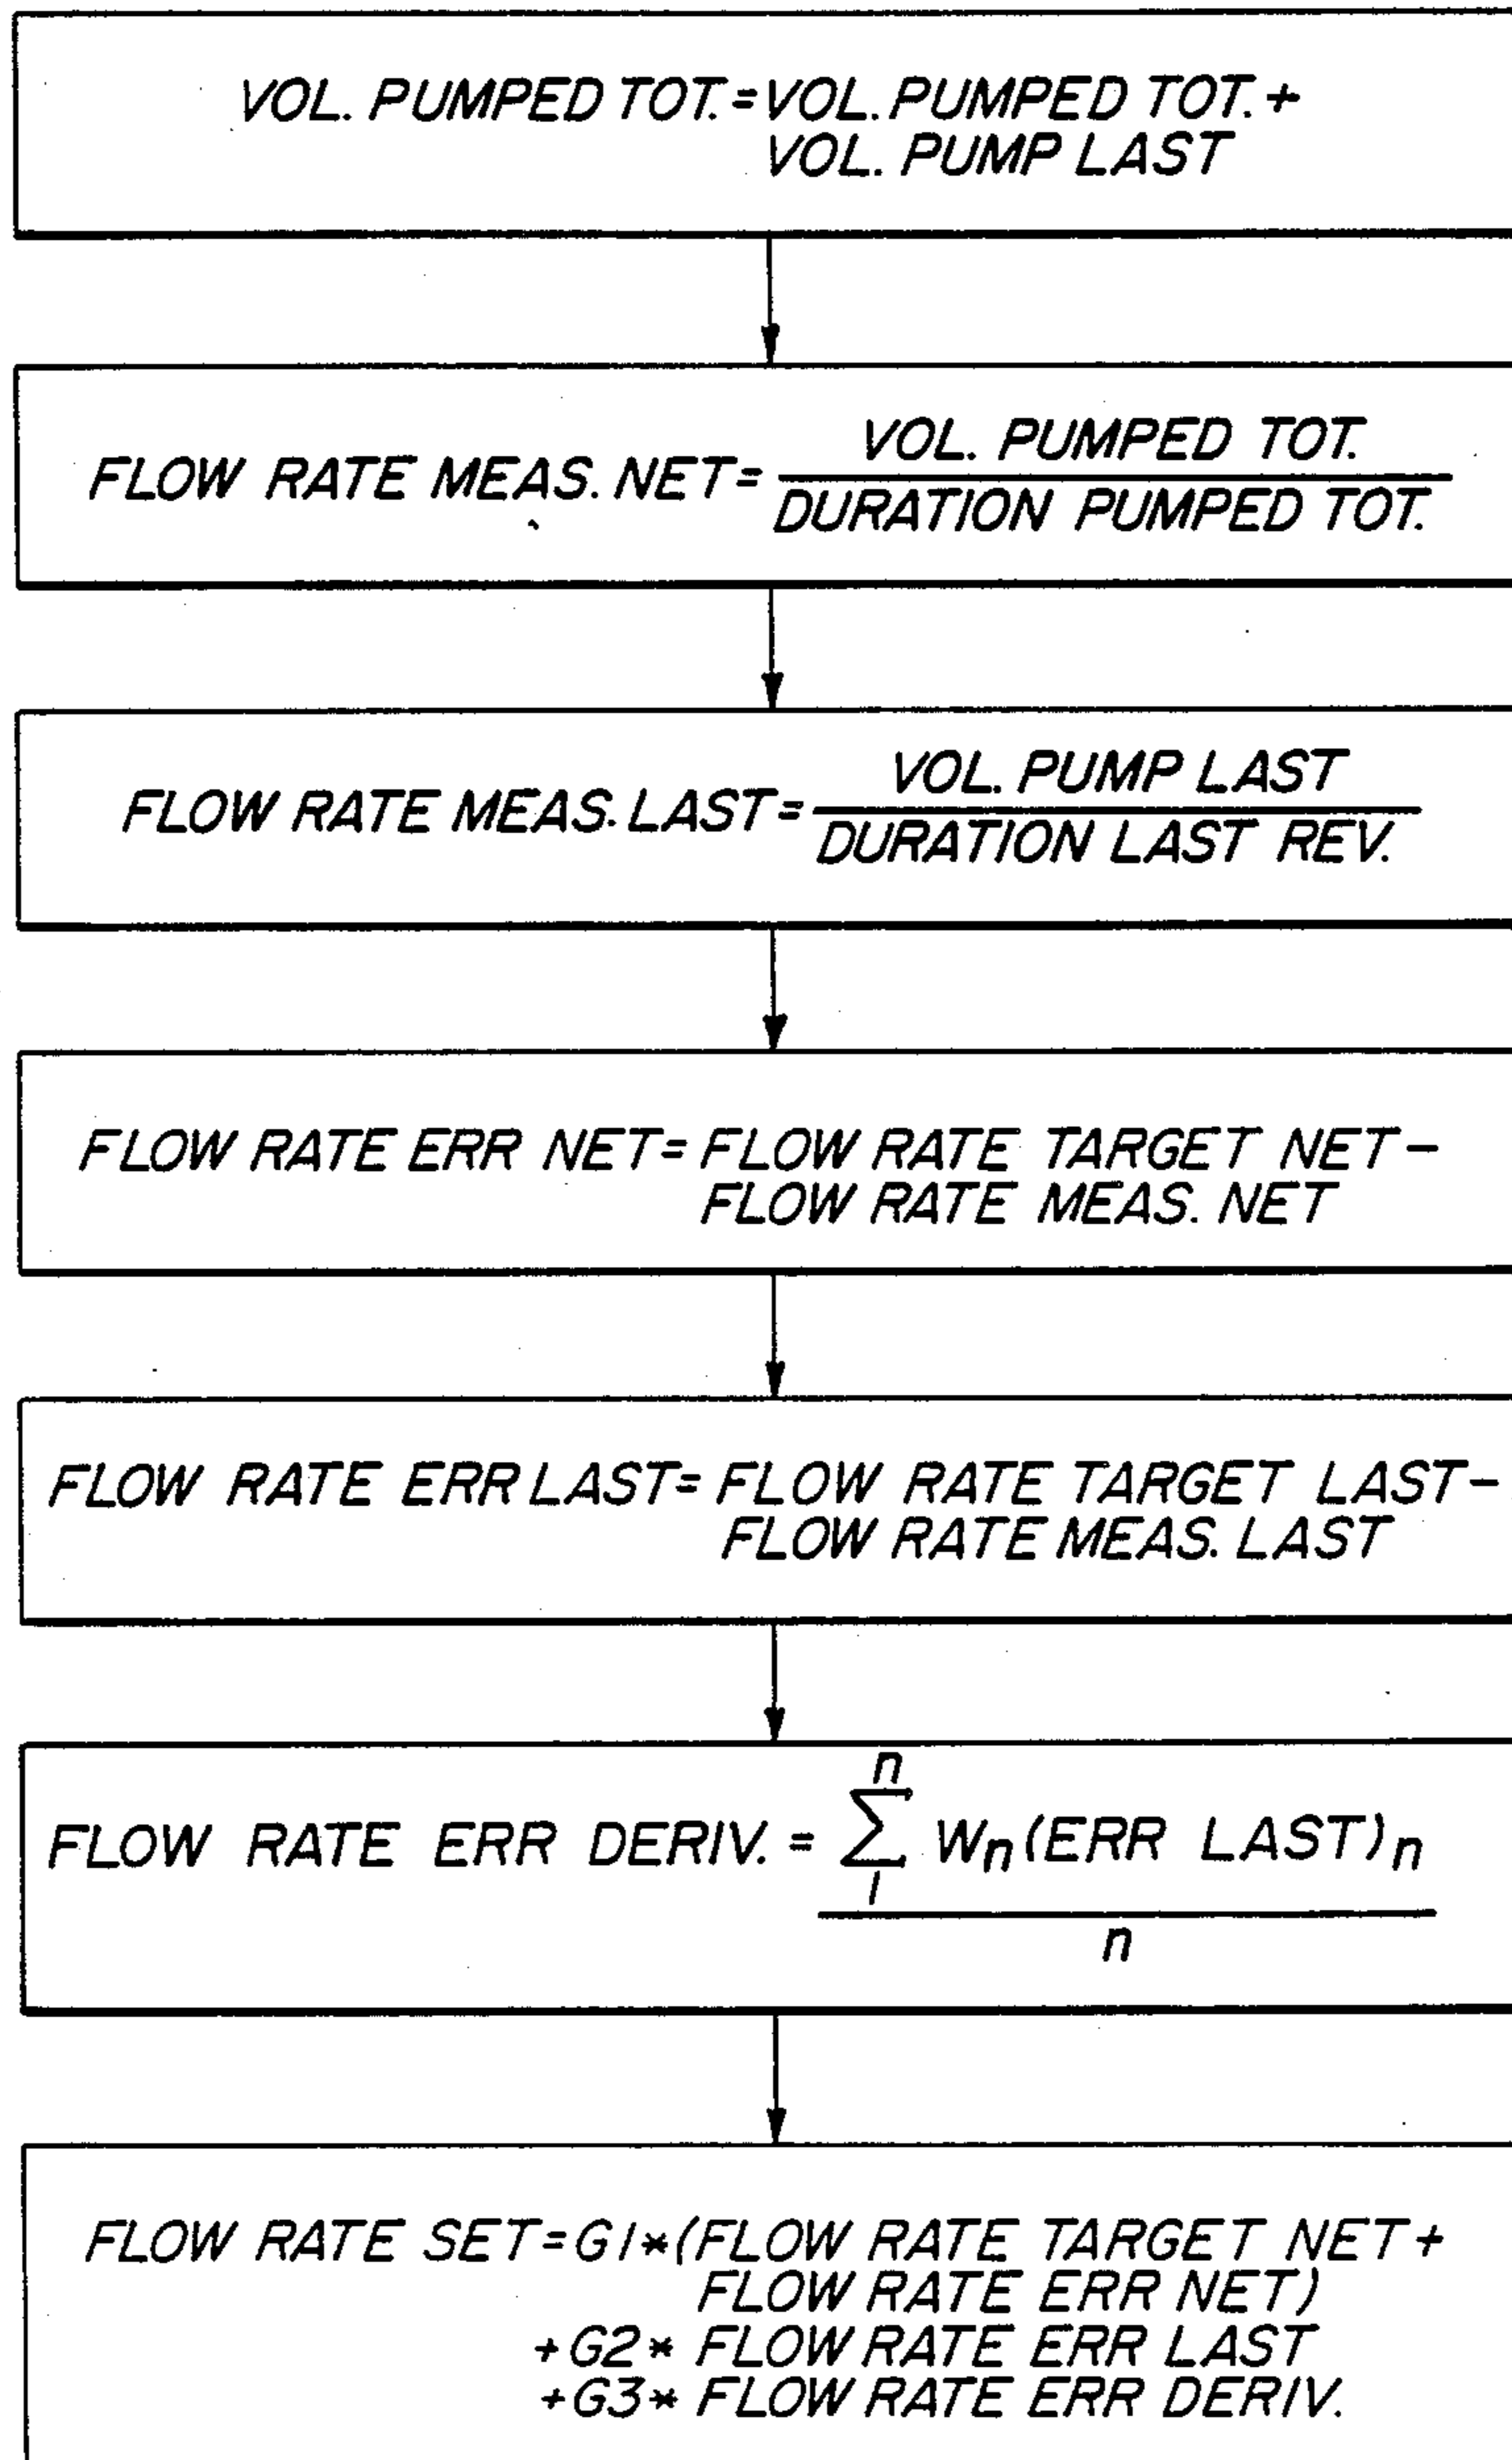 VOL. PUMPED TOT.=VOL. PUMPED TOT.+
VOL. PUMP LAST
FLOW RATE MEAS. NET=
VOL. PUMPED TOT.
DURATION PUMPED TOT.
FLOW RATE MEAS. LAST=
VOL. PUMP LAST
DURATION LAST REV.
FLOW RATE ERR NET= FLOW RATE TARGET NET-
FLOW RATE MEAS. NET
FLOW RATE ERR LAST= FLOW RATE TARGET LAST-
FLOW RATE MEAS. LAST
n
FLOW RATE ERR DERIV. = Σ Wn(ERR LAST)n
1
n
FLOW RATE SET=G1*(FLOW RATE TARGET NET+
FLOW RATE ERR NET)
+G2* FLOW RATE ERR LAST
+G3* FLOW RATE ERR DERIV.